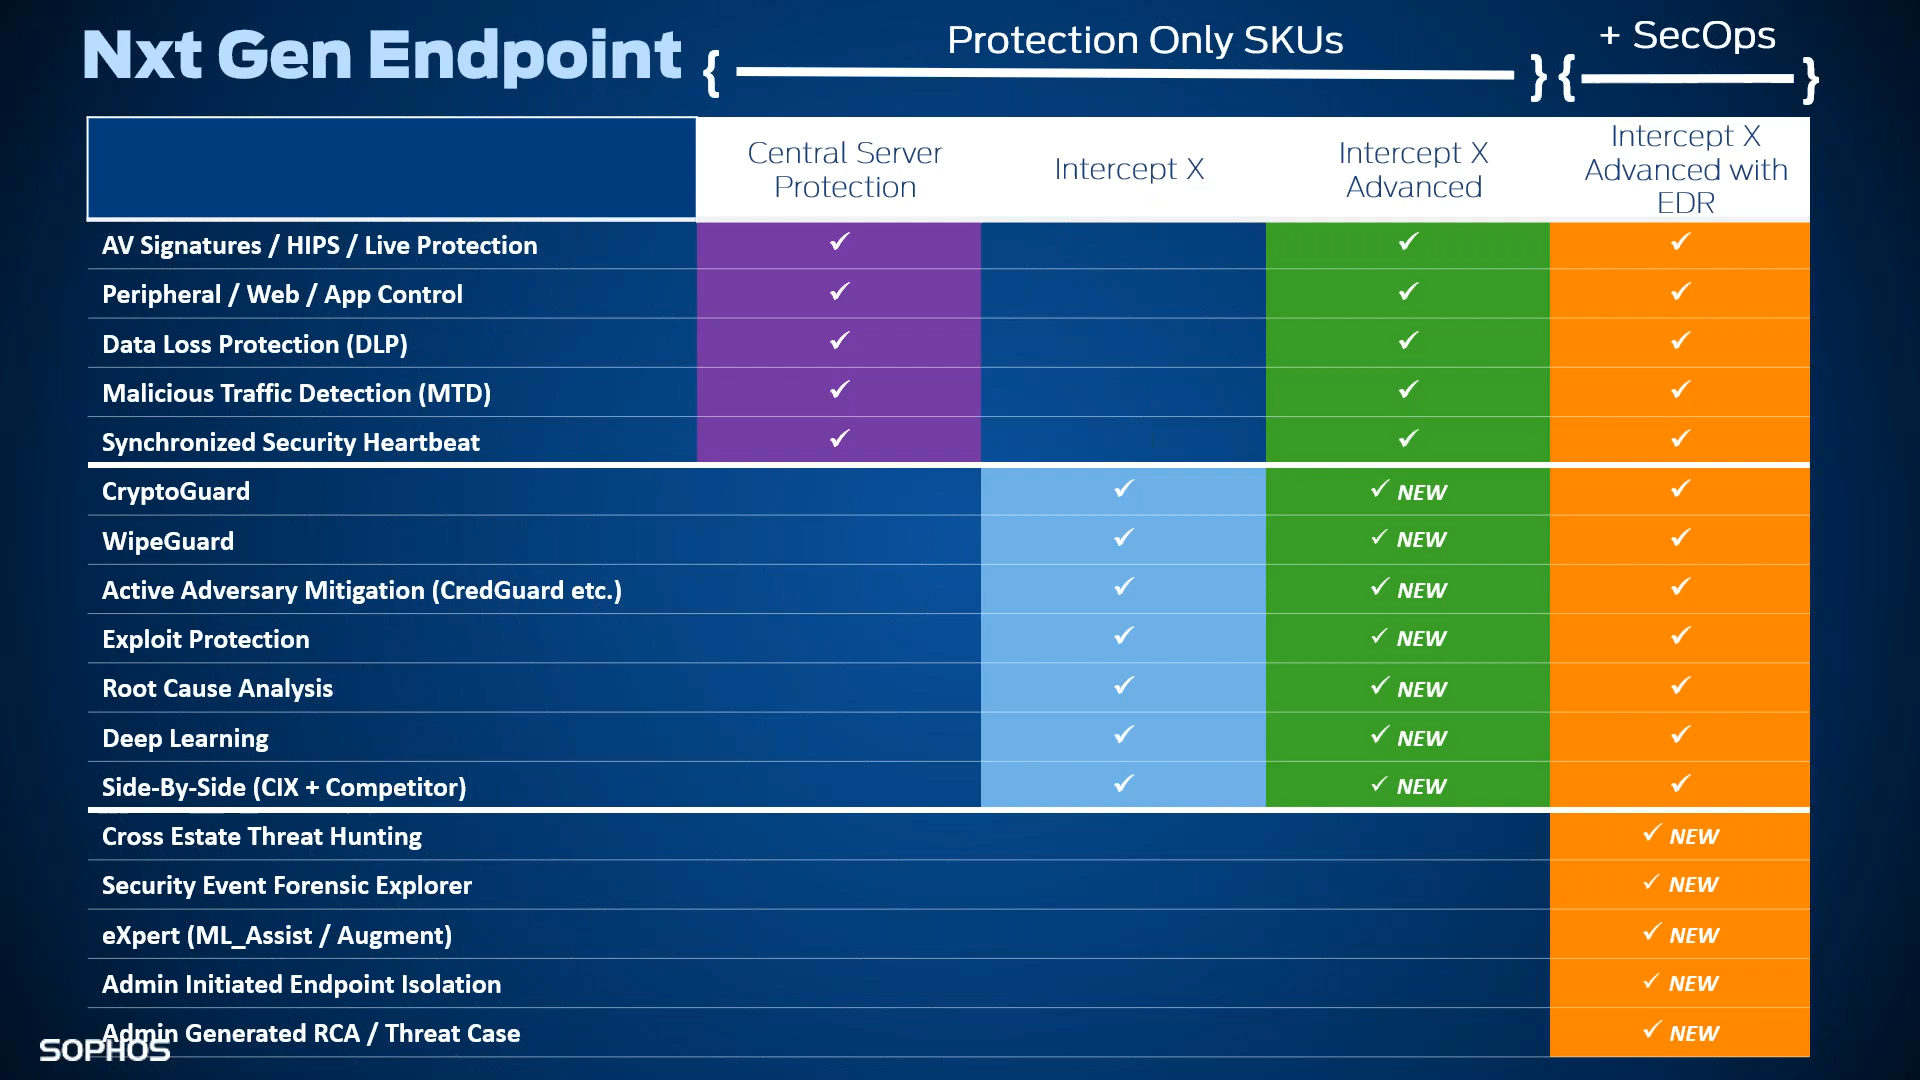 Nxt Gen Endpoint
{ Protection Only SKUs }
{ + SecOps }
Central Server
Protection
Intercept X
Intercept X
Advanced
Intercept X
Advanced with
EDR
AV Signatures / HIPS / Live Protection ✓ ✓ ✓
Peripheral / Web / App Control ✓ ✓ ✓
Data Loss Protection (DLP) ✓ ✓ ✓
Malicious Traffic Detection (MTD) ✓ ✓ ✓
Synchronized Security Heartbeat ✓ ✓ ✓
CryptoGuard ✓ ✓ NEW ✓
WipeGuard ✓ ✓ NEW ✓
Active Adversary Mitigation (CredGuard etc.) ✓ ✓ NEW ✓
Exploit Protection ✓ ✓ NEW ✓
Root Cause Analysis ✓ ✓ NEW ✓
Deep Learning ✓ ✓ NEW ✓
Side-By-Side (CIX + Competitor) ✓ ✓ NEW ✓
Cross Estate Threat Hunting ✓ NEW
Security Event Forensic Explorer ✓ NEW
eXpert (ML_Assist / Augment) ✓ NEW
Admin Initiated Endpoint Isolation ✓ NEW
Admin Generated RCA / Threat Case ✓ NEW
SOPHOS